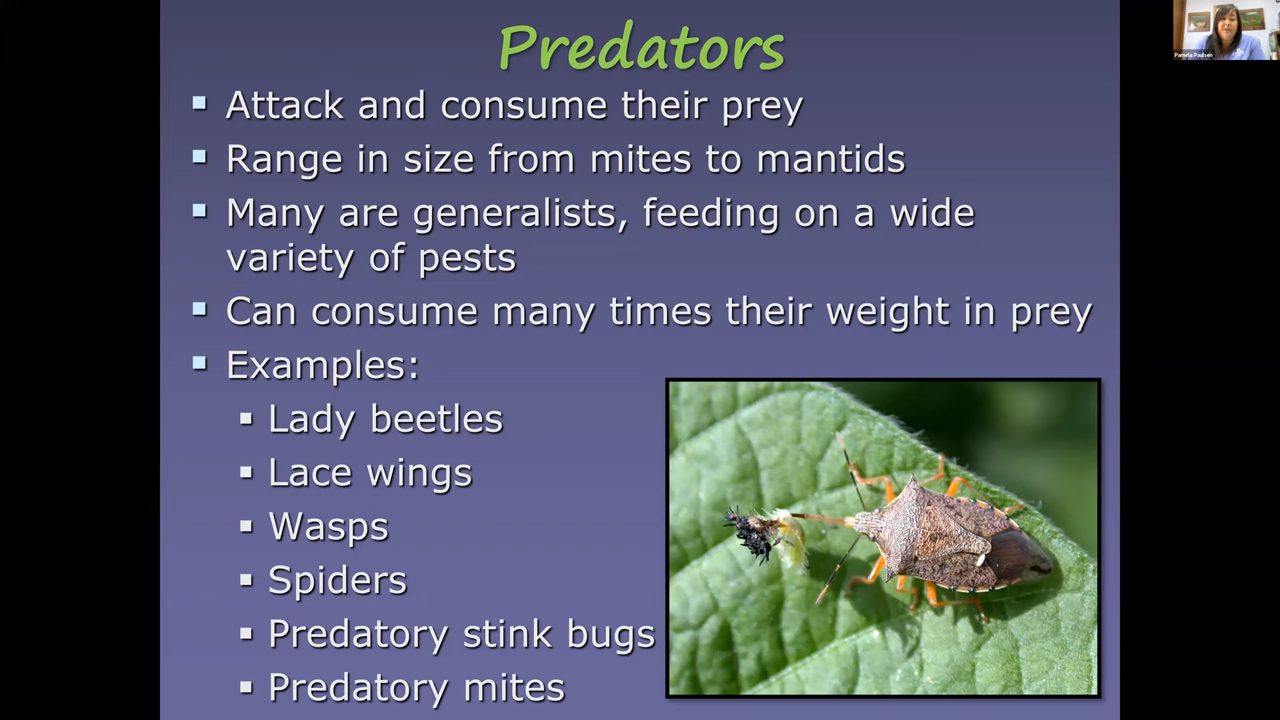 Predators
▪ Attack and consume their prey
▪ Range in size from mites to mantids
▪ Many are generalists, feeding on a wide
variety of pests
▪ Can consume many times their weight in prey
▪ Examples:
▪ Lady beetles
▪ Lace wings
▪ Wasps
▪ Spiders
▪ Predatory stink bugs
▪ Predatory mites
Pamela Paulsen